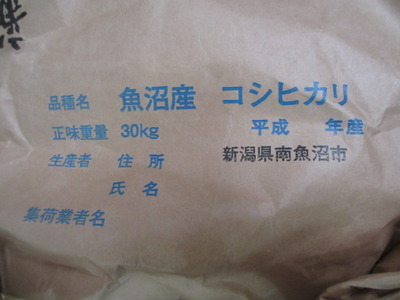 品種名 魚沼産 コシヒカリ
正味重量 30kg 平成 年産
生産者 住所 新潟県南魚沼市
氏名
集荷業者名